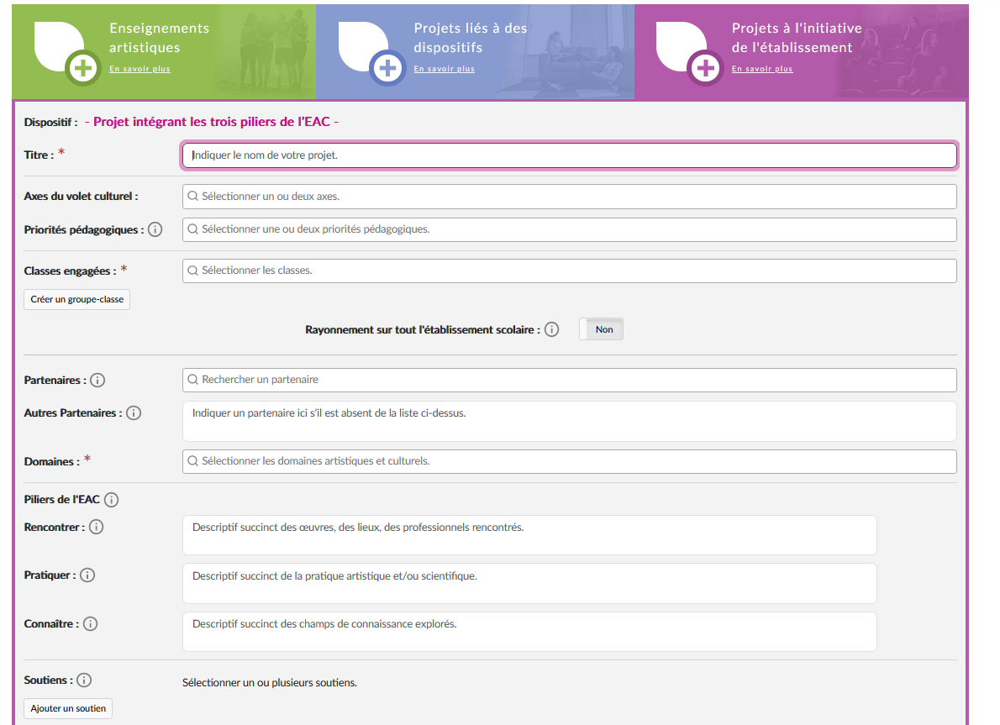 Enseignements
artistiques
En savoir plus
Projets liés à des
dispositifs
En savoir plus
Projets à l'initiative
de l'établissement
En savoir plus
Dispositif : - Projet intégrant les trois piliers de l'EAC -
Titre : * Indiquer le nom de votre projet.
Axes du volet culturel : Sélectionner un ou deux axes.
Priorités pédagogiques : Sélectionner une ou deux priorités pédagogiques.
Classes engagées : * Sélectionner les classes.
Créer un groupe-classe
Rayonnement sur tout l'établissement scolaire : Non
Partenaires : Rechercher un partenaire
Autres Partenaires : Indiquer un partenaire ici s'il est absent de la liste ci-dessus.
Domaines : * Sélectionner les domaines artistiques et culturels.
Piliers de l'EAC
Rencontrer : Descriptif succinct des œuvres, des lieux, des professionnels rencontrés.
Pratiquer : Descriptif succinct de la pratique artistique et/ou scientifique.
Connaître : Descriptif succinct des champs de connaissance explorés.
Soutiens : Sélectionner un ou plusieurs soutiens.
Ajouter un soutien